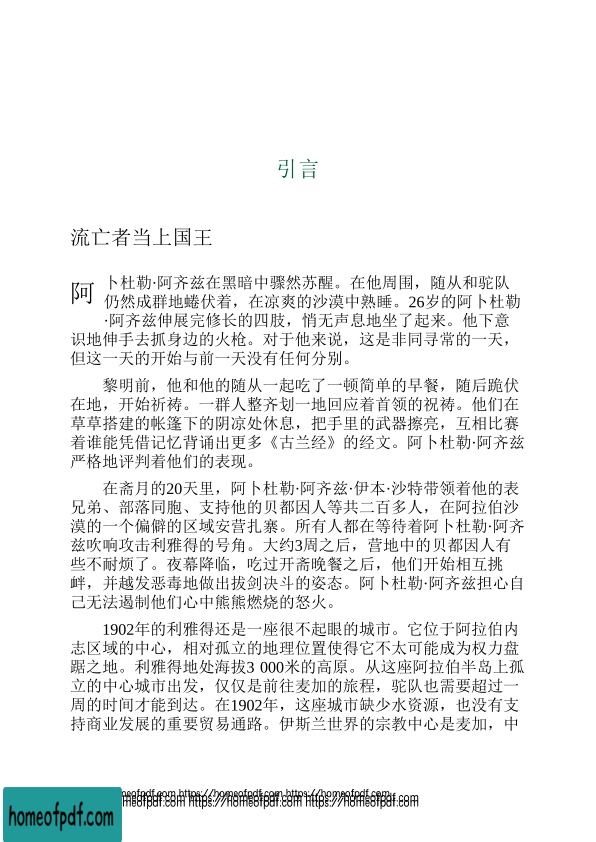 引言
流亡者当上国王
阿卜杜勒·阿齐兹在黑暗中骤然苏醒。在他周围，随从和驼队
仍然成群地蜷伏着，在凉爽的沙漠中熟睡。26岁的阿卜杜勒
·阿齐兹伸展完修长的四肢，悄无声息地坐了起来。他下意
识地伸手去抓身边的火枪。对于他来说，这是非同寻常的一天，
但这一天的开始与前一天没有任何分别。
黎明前，他和他的随从一起吃了一顿简单的早餐，随后跪伏
在地，开始祈祷。一群人整齐划一地回应着首领的祝祷。他们在
草草搭建的帐篷下的阴凉处休息，把手里的武器擦亮，互相比赛
着谁能凭借记忆背诵出更多《古兰经》的经文。阿卜杜勒·阿齐兹
严格地评判着他们的表现。
在斋月的20天里，阿卜杜勒·阿齐兹·伊本·沙特带领着他的表
兄弟、部落同胞、支持他的贝都因人等共二百多人，在阿拉伯沙
漠的一个偏僻的区域安营扎寨。所有人都在等待着阿卜杜勒·阿齐
兹吹响攻击利雅得的号角。大约3周之后，营地中的贝都因人有
些不耐烦了。夜幕降临，吃过开斋晚餐之后，他们开始相互挑
衅，并越发恶毒地做出拔剑决斗的姿态。阿卜杜勒·阿齐兹担心自
己无法遏制他们心中熊熊燃烧的怒火。
1902年的利雅得还是一座很不起眼的城市。它位于阿拉伯内
志区域的中心，相对孤立的地理位置使得它不太可能成为权力盘
踞之地。利雅得地处海拔3 000米的高原。从这座阿拉伯半岛上孤
立的中心城市出发，仅仅是前往麦加的旅程，驼队也需要超过一
周的时间才能到达。在1902年，这座城市缺少水资源，也没有支
持商业发展的重要贸易通路。伊斯兰世界的宗教中心是麦加，中
homeofpdf.com https://homeofpdf.com https://homeofpdf.com
homeofpdf.com https://homeofpdf.com https://homeofpdf.com
homeofpdf.com